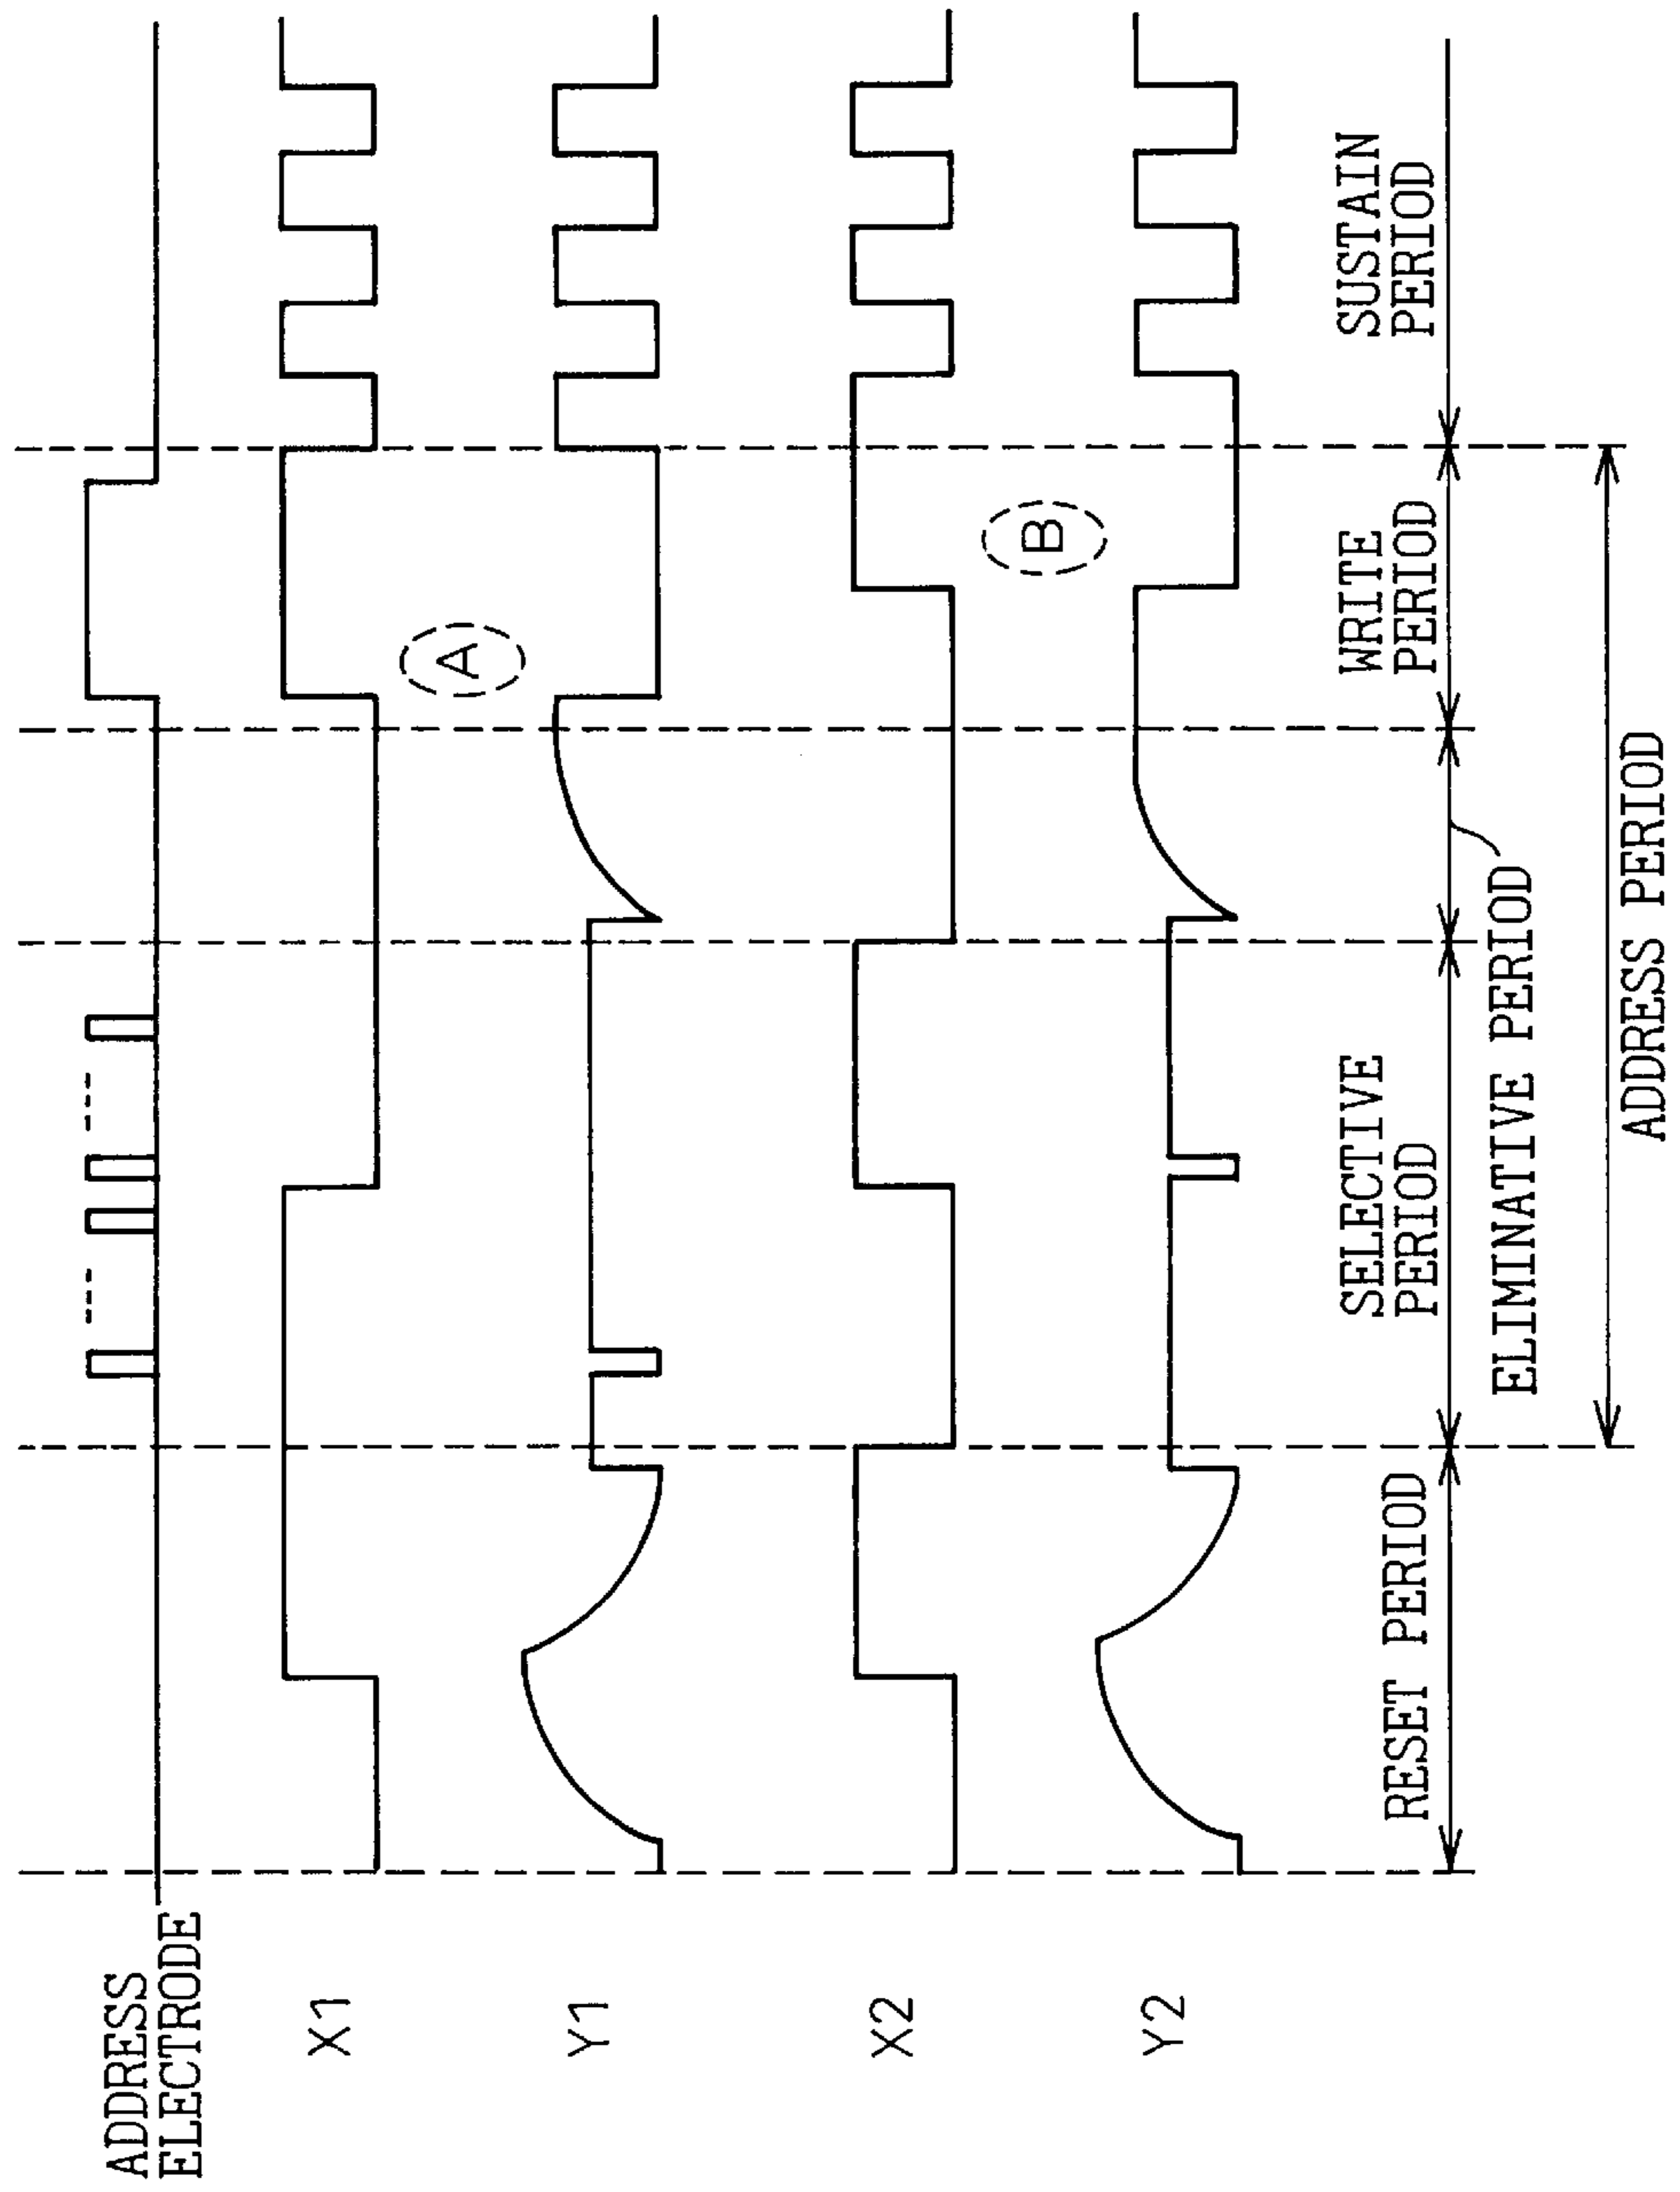 ADDRESS
ELECTRODE
X1
Y1
X2
Y2
A
B
RESET PERIOD
SELECTIVE
PERIOD
WRITE
PERIOD
SUSTAIN
PERIOD
ELIMINATIVE PERIOD
ADDRESS PERIOD